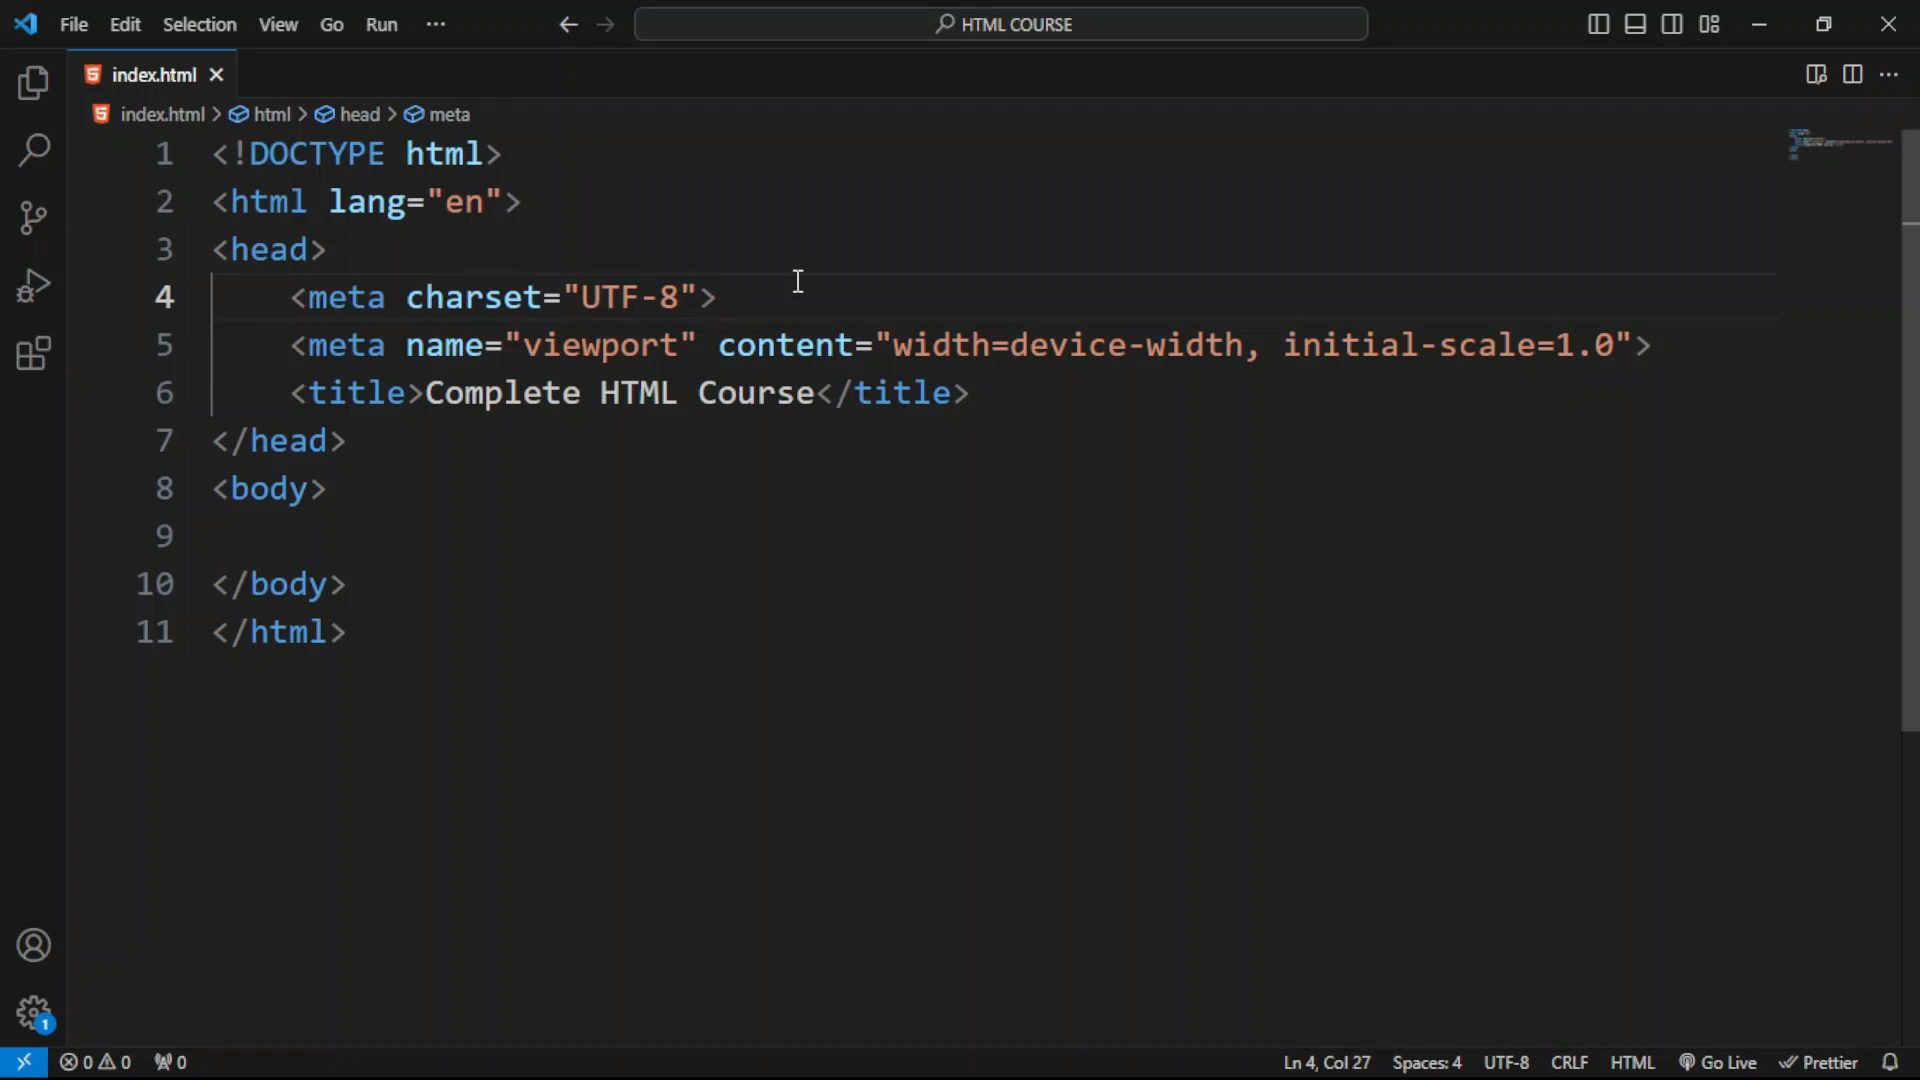 File Edit Selection View Go Run ··· HTML COURSE
index.html
index.html > html > head > meta
1 <!DOCTYPE html>
2 <html lang="en">
3 <head>
4     <meta charset="UTF-8">
5     <meta name="viewport" content="width=device-width, initial-scale=1.0">
6     <title>Complete HTML Course</title>
7 </head>
8 <body>
9
10 </body>
11 </html>
1
0 0 0 Ln 4, Col 27 Spaces: 4 UTF-8 CRLF HTML Go Live Prettier